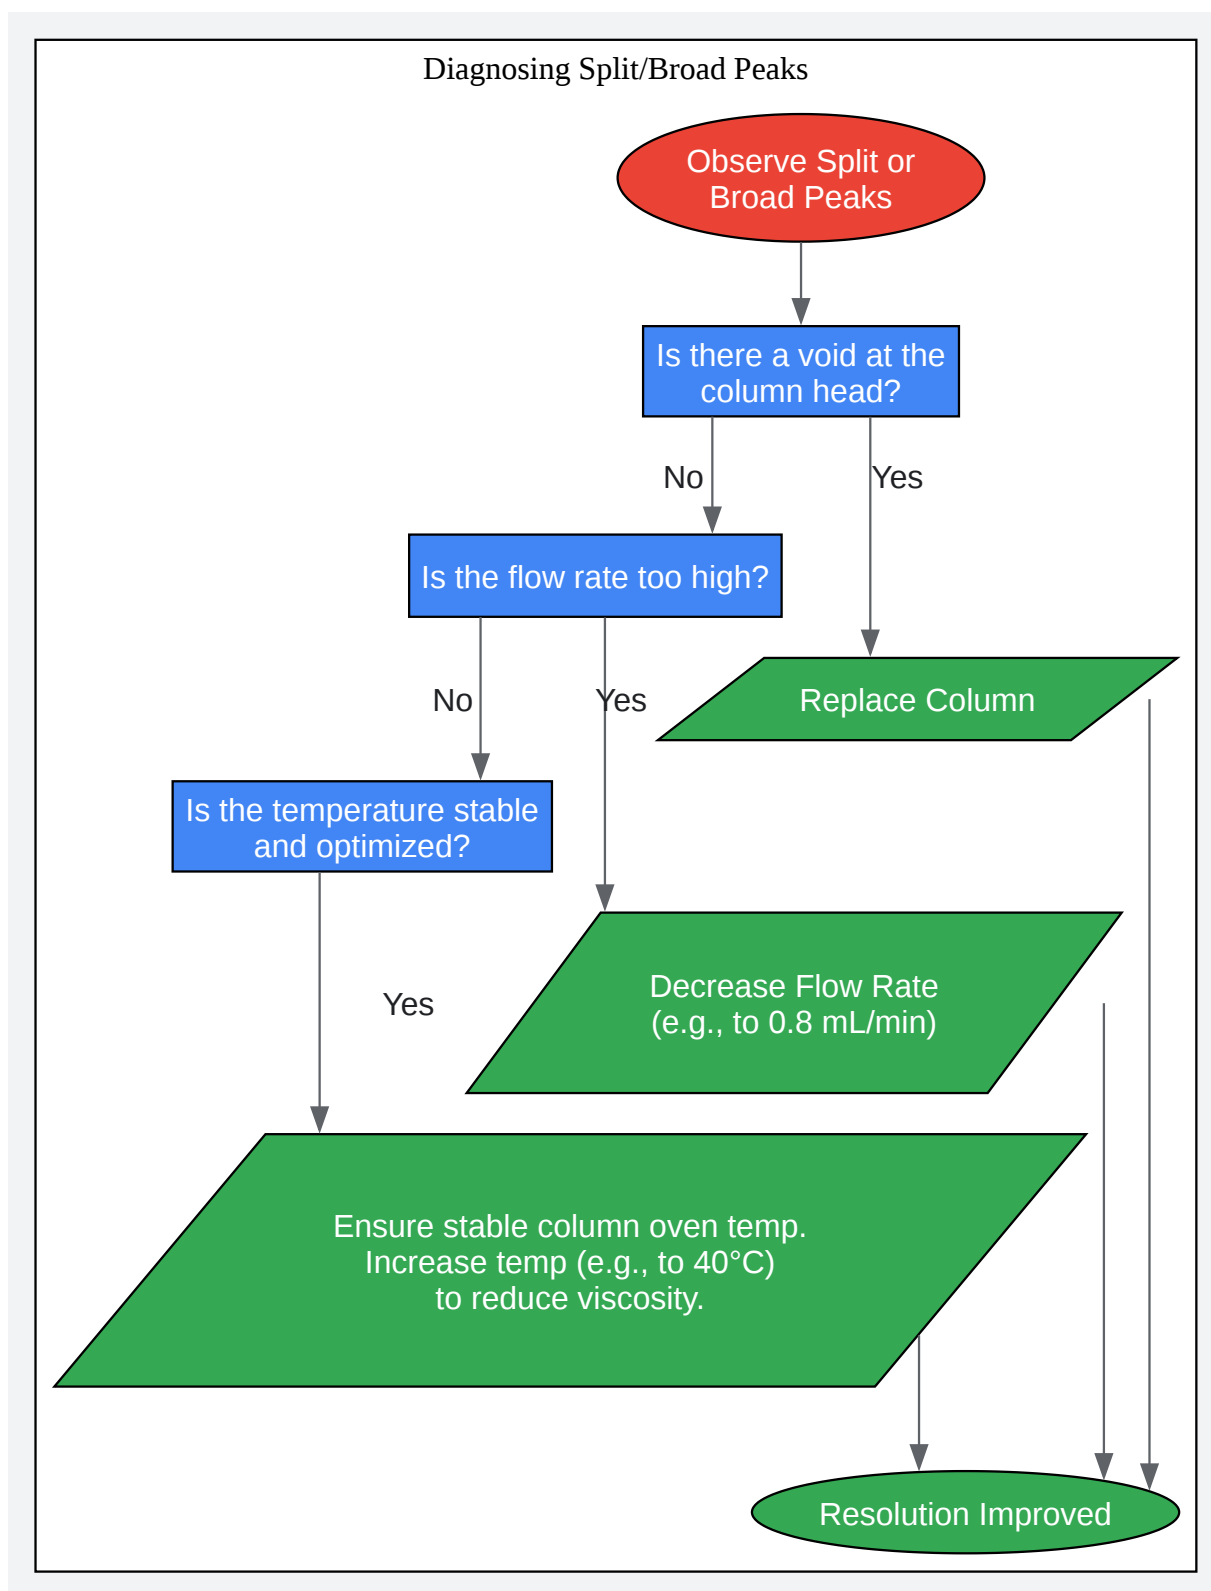 Diagnosing Split/Broad Peaks
Observe Split or
Broad Peaks
Is there a void at the
column head?
No
Yes
Is the flow rate too high?
No
Yes
Replace Column
Is the temperature stable
and optimized?
Yes
Decrease Flow Rate
(e.g., to 0.8 mL/min)
Ensure stable column oven temp.
Increase temp (e.g., to 40°C)
to reduce viscosity.
Resolution Improved